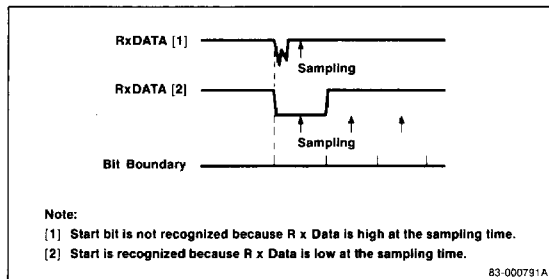 RxDATA [1]
Sampling
RxDATA [2]
Sampling
Bit Boundary
Note:
[1] Start bit is not recognized because R x Data is high at the sampling time.
[2] Start is recognized because R x Data is low at the sampling time.
83-000791A